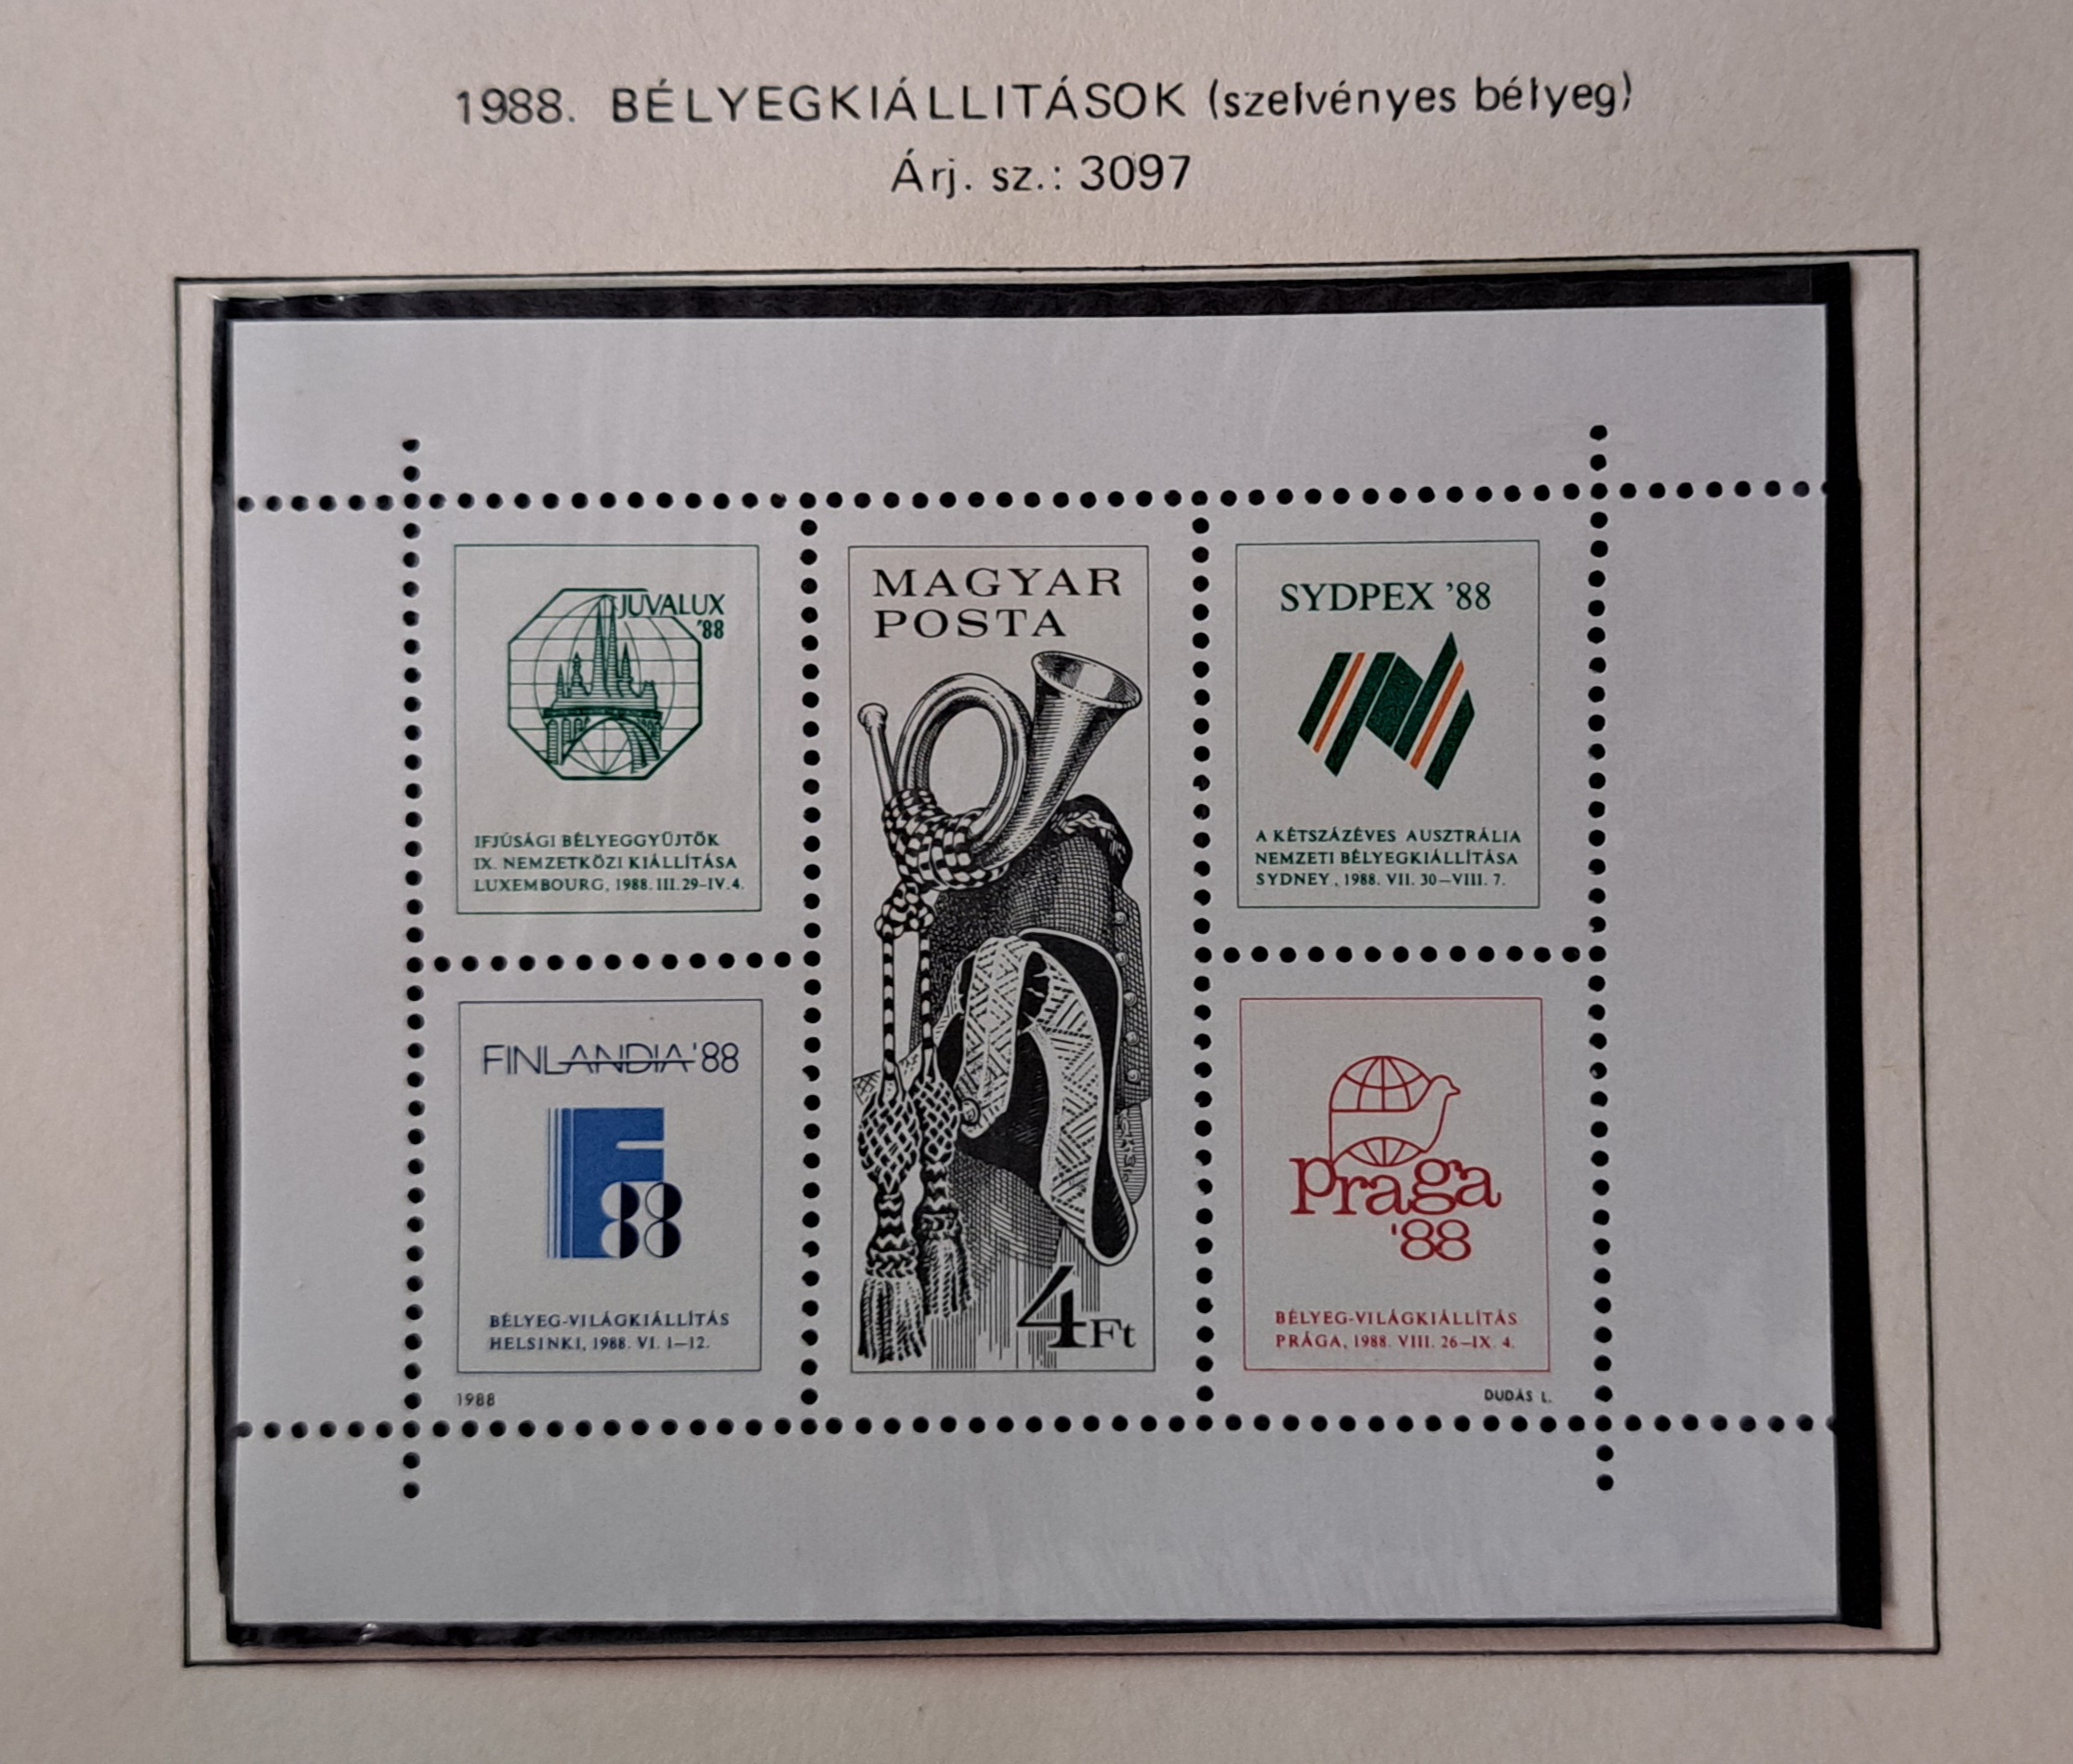 1988. BÉLYEGKIÁLLITÁSOK (szelvényes bélyeg)
Árj. sz.: 3097
JUVALUX
'88
IFJÚSÁGI BÉLYEGGYŰJTŐK
IX. NEMZETKÖZI KIÁLLÍTÁSA
LUXEMBOURG, 1988. III. 29-IV. 4.
MAGYAR
POSTA
4Ft
SYDPEX '88
A KÉTSZÁZÉVES AUSZTRÁLIA
NEMZETI BÉLYEGKIÁLLÍTÁSA
SYDNEY, 1988. VII. 30—VIII. 7.
FINLANDIA '88
F
88
BÉLYEG-VILÁGKIÁLLÍTÁS
HELSINKI, 1988. VI. 1—12.
1988
praga
'88
BÉLYEG-VILÁGKIÁLLÍTÁS
PRÁGA, 1988. VIII. 26—IX. 4.
DUDÁS L.